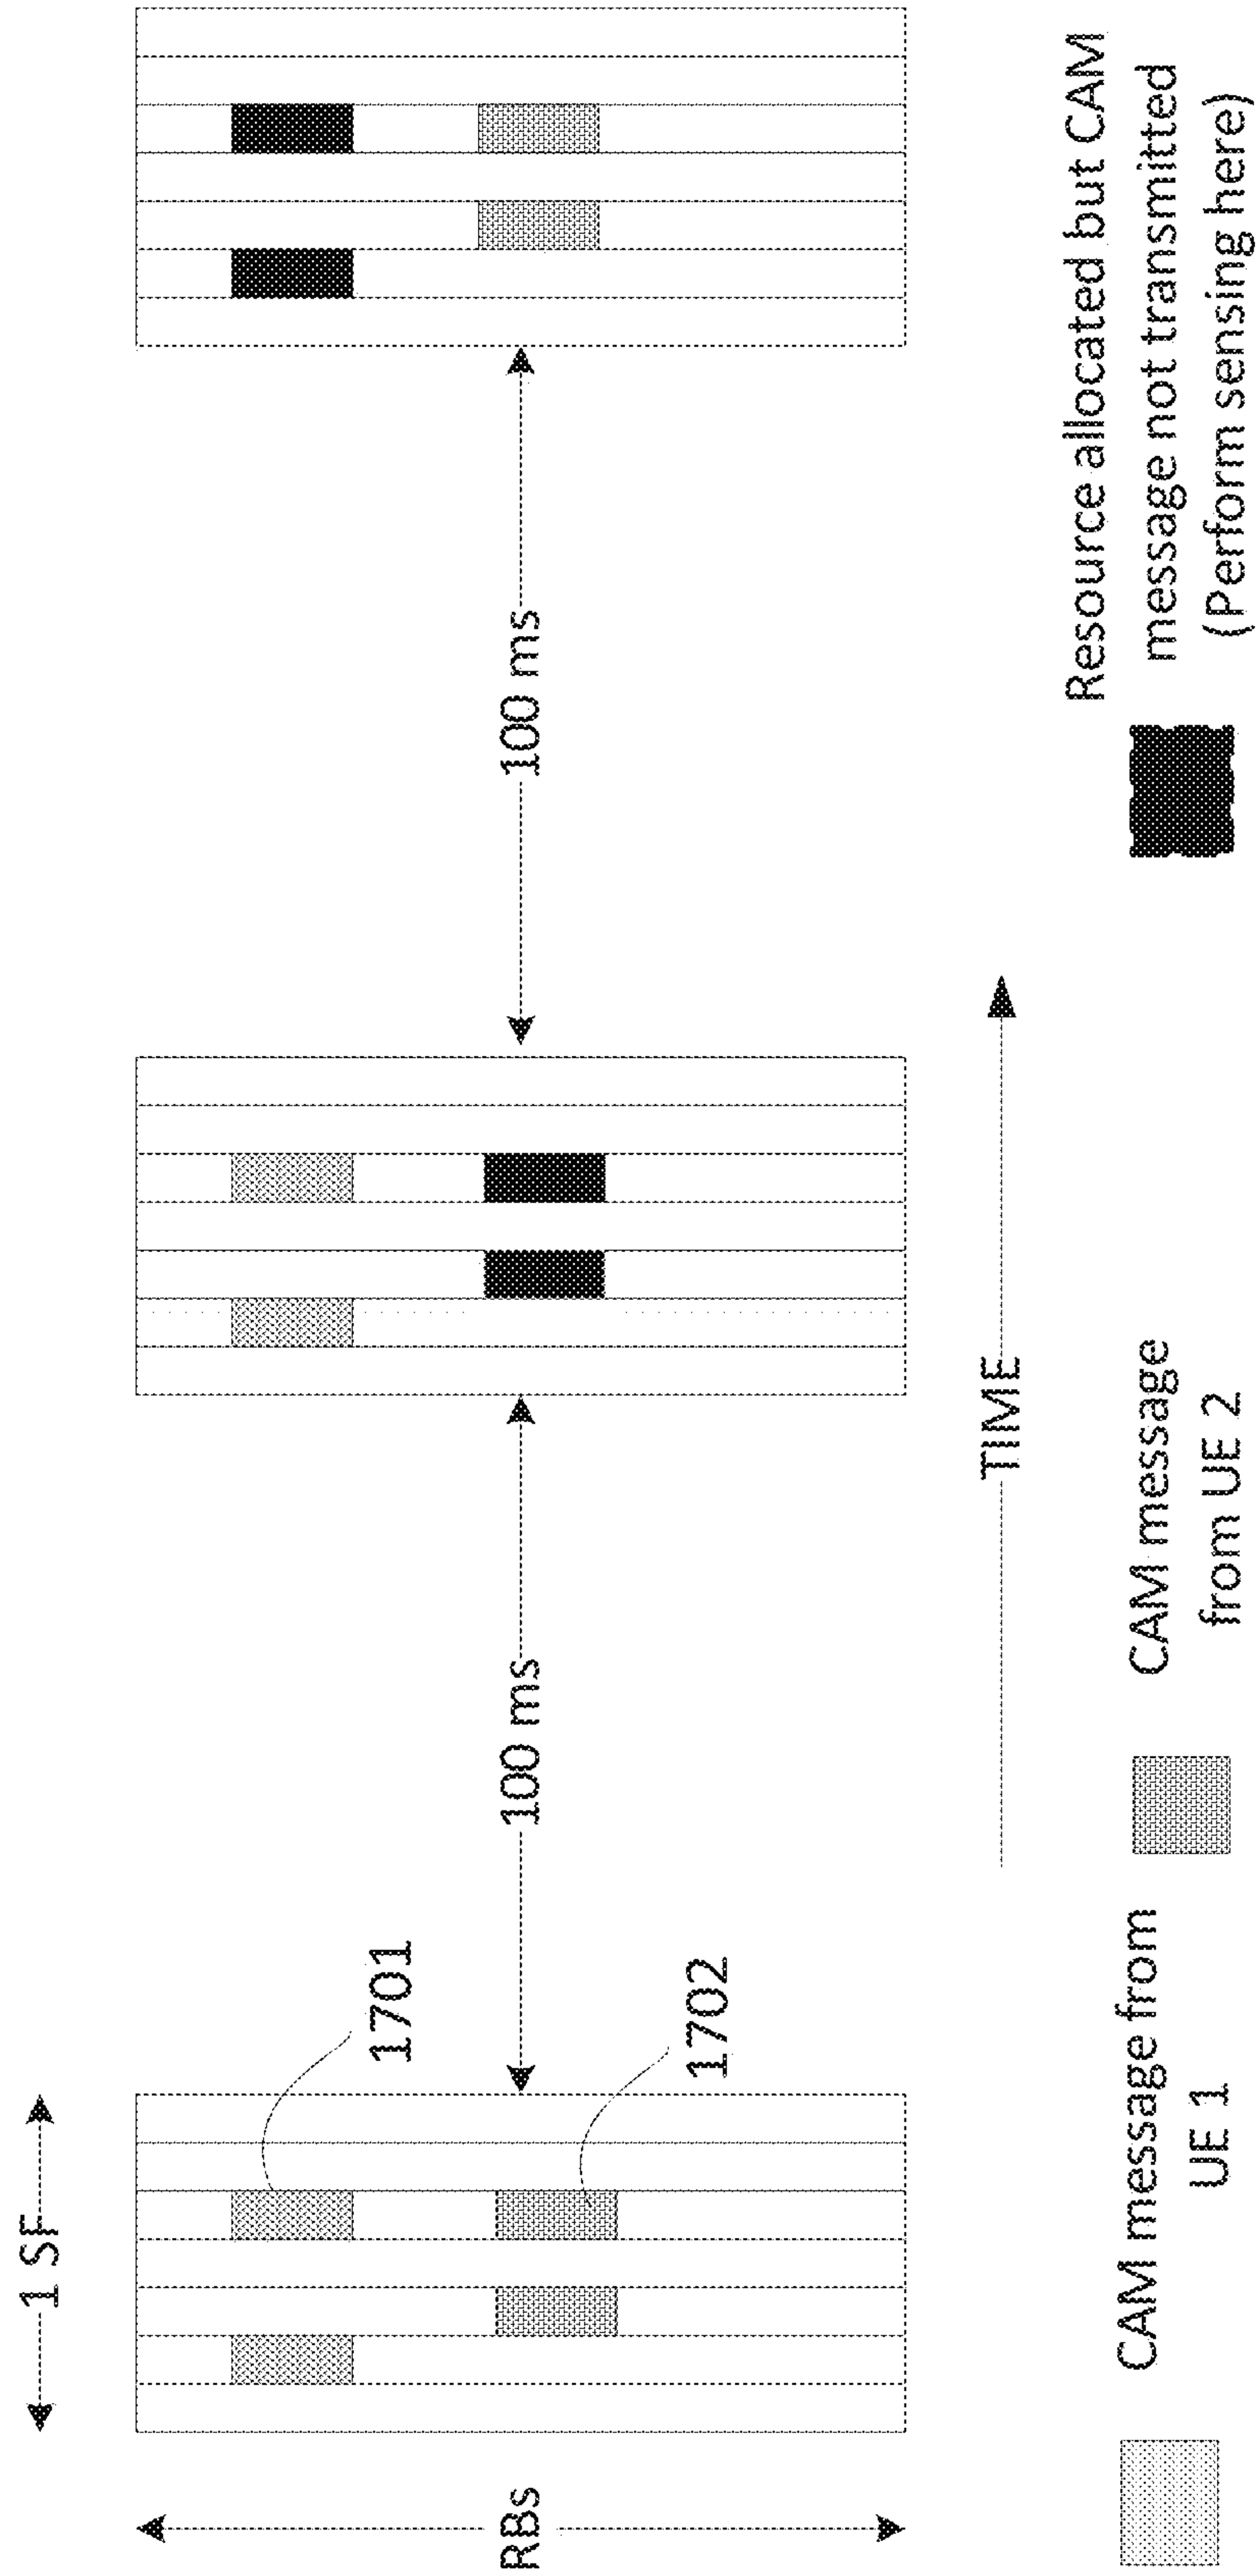 1 SF
RBs
1701
1702
100 ms
100 ms
TIME
CAM message from
UE 1
CAM message
from UE 2
Resource allocated but CAM
message not transmitted
(Perform sensing here)